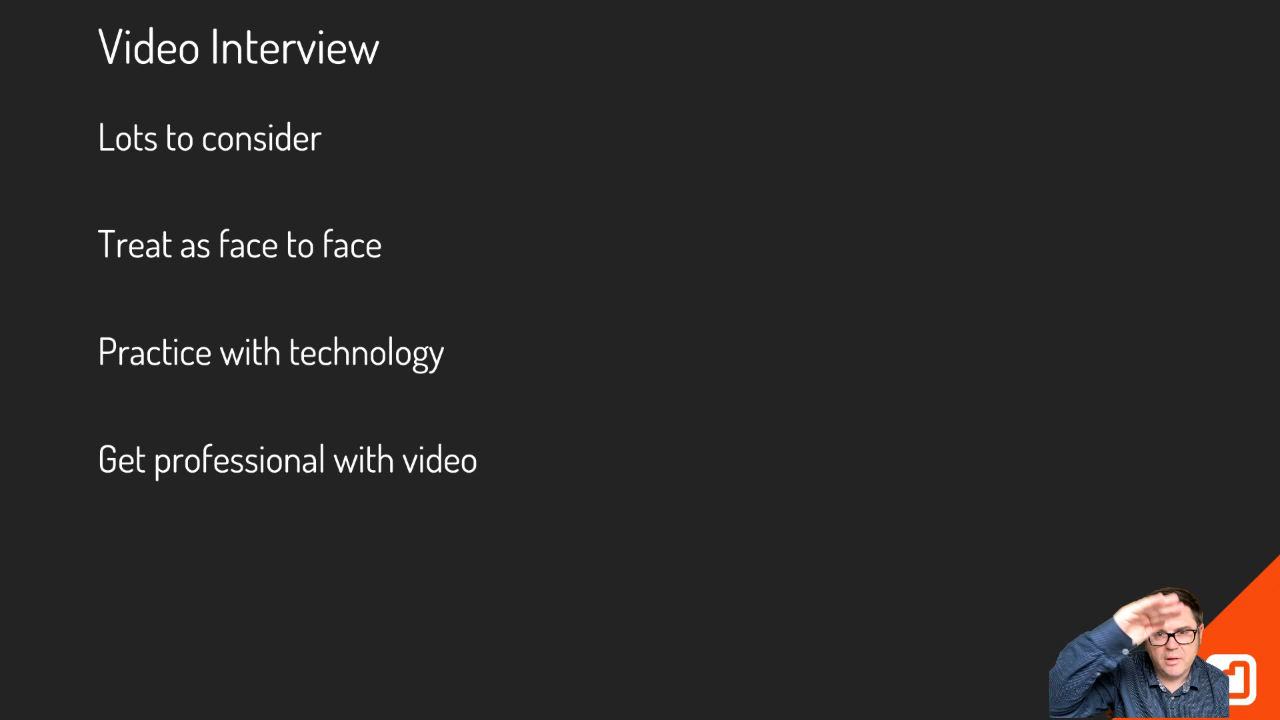 Video Interview
Lots to consider
Treat as face to face
Practice with technology
Get professional with video